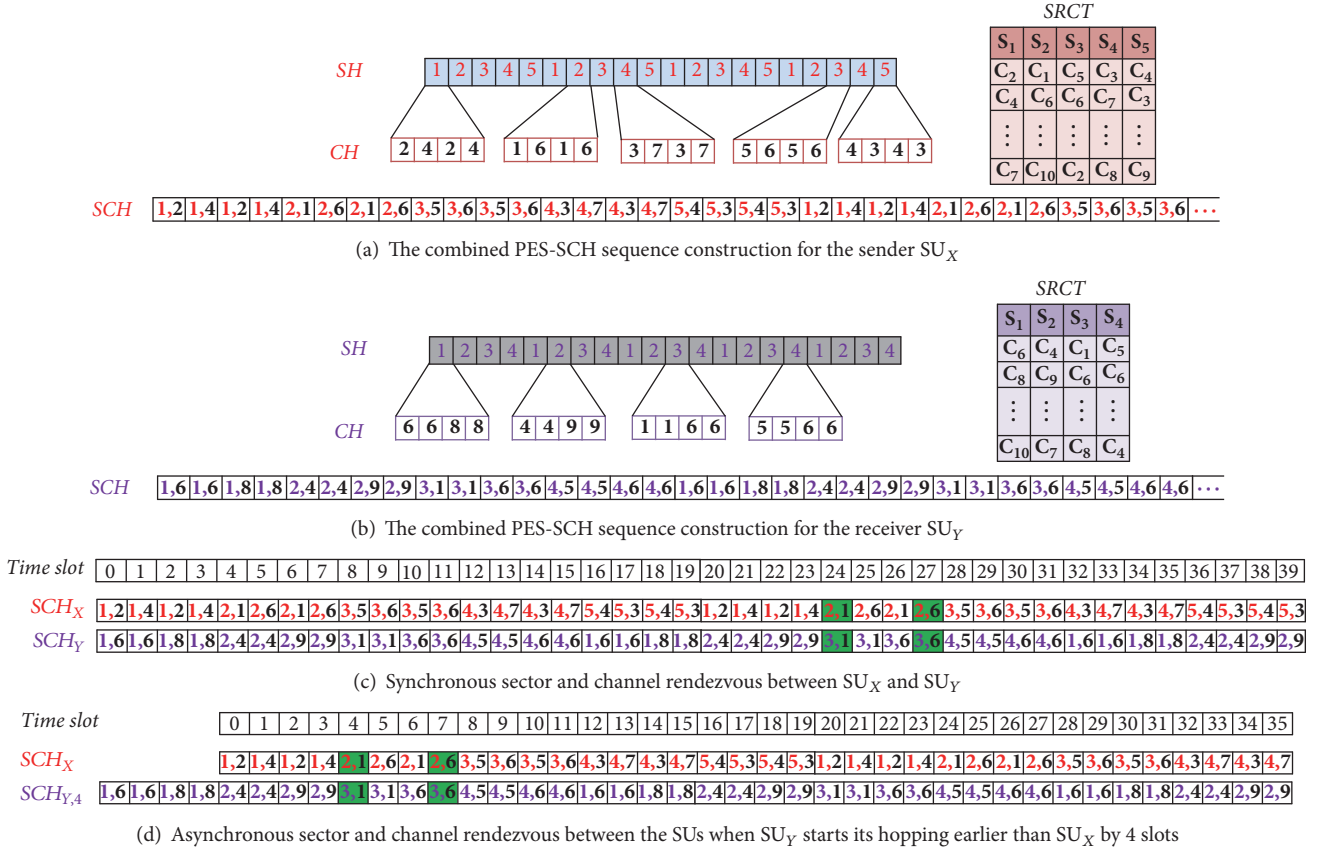 SRCT
S1 S2 S3 S4 S5
C2 C1 C5 C3 C4
C4 C6 C6 C7 C3
⋮ ⋮ ⋮ ⋮ ⋮
C7 C10 C2 C8 C9
SH 1 2 3 4 5 1 2 3 4 5 1 2 3 4 5 1 2 3 4 5
CH 2 4 2 4 1 6 1 6 3 7 3 7 5 6 5 6 4 3 4 3
SCH 1,2 1,4 1,2 1,4 2,1 2,6 2,1 2,6 3,5 3,6 3,5 3,6 4,3 4,7 4,3 4,7 5,4 5,3 5,4 5,3 1,2 1,4 1,2 1,4 2,1 2,6 2,1 2,6 3,5 3,6 3,5 3,6 ⋯
(a) The combined PES-SCH sequence construction for the sender SUX
SRCT
S1 S2 S3 S4
C6 C4 C1 C5
C8 C9 C6 C6
⋮ ⋮ ⋮ ⋮
C10 C7 C8 C4
SH 1 2 3 4 1 2 3 4 1 2 3 4 1 2 3 4 1 2 3 4
CH 6 6 8 8 4 4 9 9 1 1 6 6 5 5 6 6
SCH 1,6 1,6 1,8 1,8 2,4 2,4 2,9 2,9 3,1 3,1 3,6 3,6 4,5 4,5 4,6 4,6 1,6 1,6 1,8 1,8 2,4 2,4 2,9 2,9 3,1 3,1 3,6 3,6 4,5 4,5 4,6 4,6 ⋯
(b) The combined PES-SCH sequence construction for the receiver SUY
Time slot 0 1 2 3 4 5 6 7 8 9 10 11 12 13 14 15 16 17 18 19 20 21 22 23 24 25 26 27 28 29 30 31 32 33 34 35 36 37 38 39
SCHX 1,2 1,4 1,2 1,4 2,1 2,6 2,1 2,6 3,5 3,6 3,5 3,6 4,3 4,7 4,3 4,7 5,4 5,3 5,4 5,3 1,2 1,4 1,2 1,4 2,1 2,6 2,1 2,6 3,5 3,6 3,5 3,6 4,3 4,7 4,3 4,7 5,4 5,3 5,4 5,3
SCHY 1,6 1,6 1,8 1,8 2,4 2,4 2,9 2,9 3,1 3,1 3,6 3,6 4,5 4,5 4,6 4,6 1,6 1,6 1,8 1,8 2,4 2,4 2,9 2,9 3,1 3,1 3,6 3,6 4,5 4,5 4,6 4,6 1,6 1,6 1,8 1,8 2,4 2,4 2,9 2,9
(c) Synchronous sector and channel rendezvous between SUX and SUY
Time slot 0 1 2 3 4 5 6 7 8 9 10 11 12 13 14 15 16 17 18 19 20 21 22 23 24 25 26 27 28 29 30 31 32 33 34 35
SCHX 1,2 1,4 1,2 1,4 2,1 2,6 2,1 2,6 3,5 3,6 3,5 3,6 4,3 4,7 4,3 4,7 5,4 5,3 5,4 5,3 1,2 1,4 1,2 1,4 2,1 2,6 2,1 2,6 3,5 3,6 3,5 3,6 4,3 4,7 4,3 4,7
SCHY,4 1,6 1,6 1,8 1,8 2,4 2,4 2,9 2,9 3,1 3,1 3,6 3,6 4,5 4,5 4,6 4,6 1,6 1,6 1,8 1,8 2,4 2,4 2,9 2,9 3,1 3,1 3,6 3,6 4,5 4,5 4,6 4,6 1,6 1,6 1,8 1,8 2,4 2,4 2,9 2,9
(d) Asynchronous sector and channel rendezvous between the SUs when SUY starts its hopping earlier than SUX by 4 slots